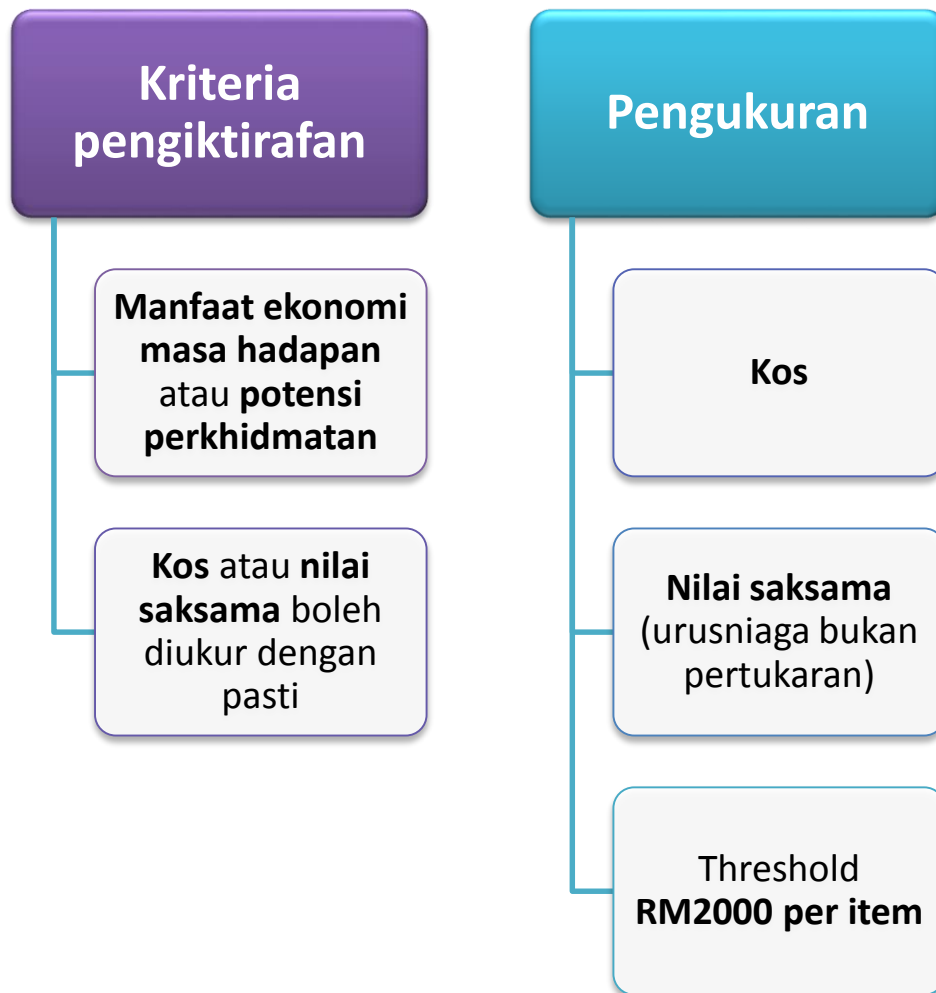 Kriteria
pengiktirafan
Manfaat ekonomi
masa hadapan
atau potensi
perkhidmatan
Kos atau nilai
saksama boleh
diukur dengan
pasti
Pengukuran
Kos
Nilai saksama
(urusniaga bukan
pertukaran)
Threshold
RM2000 per item